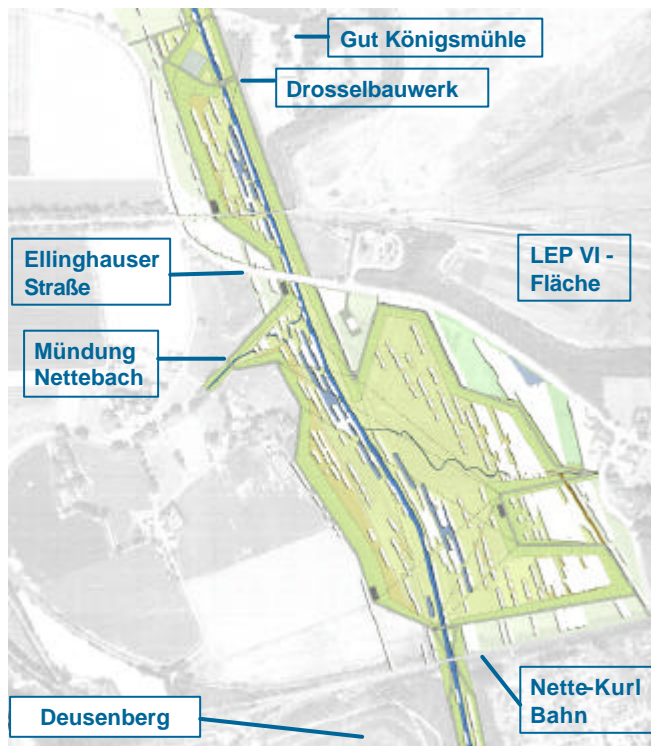 Gut Königsmühle
Drosselbauwerk
Ellinghauser
Straße
LEP VI -
Fläche
Mündung
Nettebach
Nette-Kurl
Bahn
Deusenberg